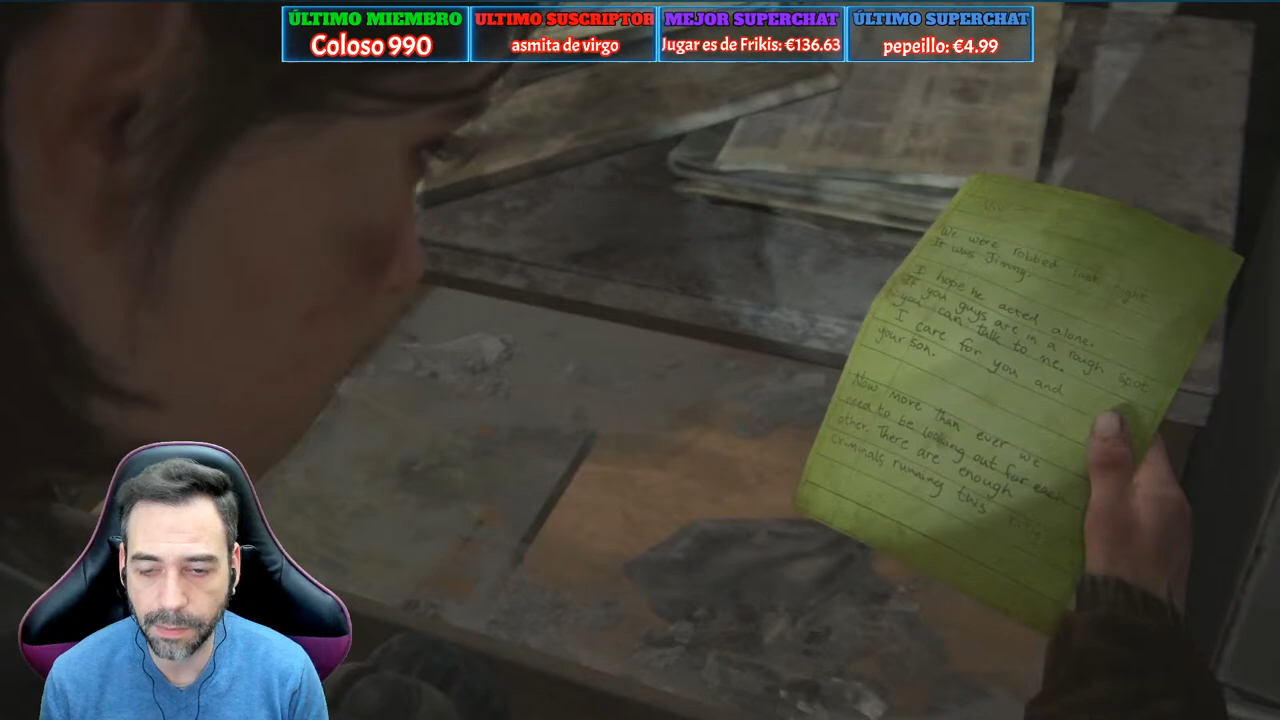 ÚLTIMO MIEMBRO
Coloso 990
ULTIMO SUSCRIPTOR
asmita de virgo
MEJOR SUPERCHAT
Jugar es de Frikis: €136.63
ÚLTIMO SUPERCHAT
pepeillo: €4.99
We were robbed last night
It was Jimmy.
I hope he acted alone.
If you guys are in a rough spot
you can talk to me.
I care for you and
your son.
Now more than ever we
need to be looking out for each
other. There are enough
criminals running this